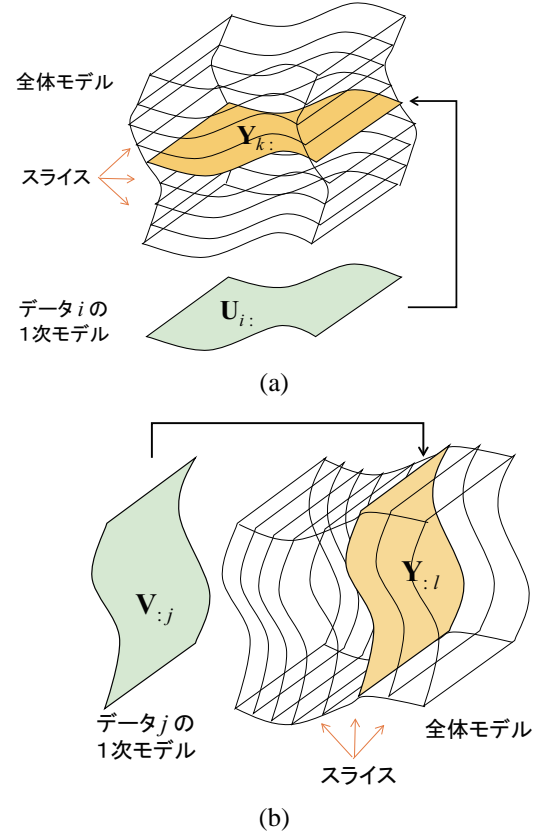 全体モデル
Y_{k:}
スライス
データ i の
1次モデル
U_{i:}
(a)
V_{:j}
Y_{:l}
データ j の
1次モデル
全体モデル
スライス
(b)